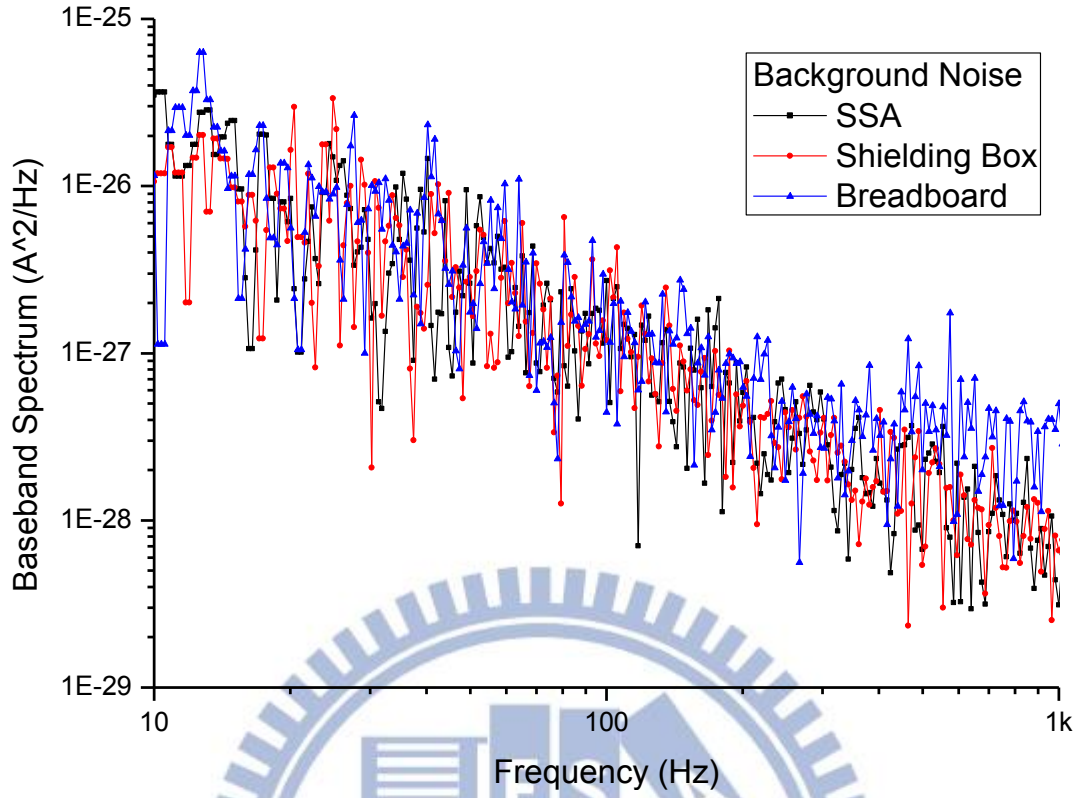 1E-25
1E-26
1E-27
1E-28
1E-29
Baseband Spectrum (A^2/Hz)
Background Noise
SSA
Shielding Box
Breadboard
10
100
1k
Frequency (Hz)